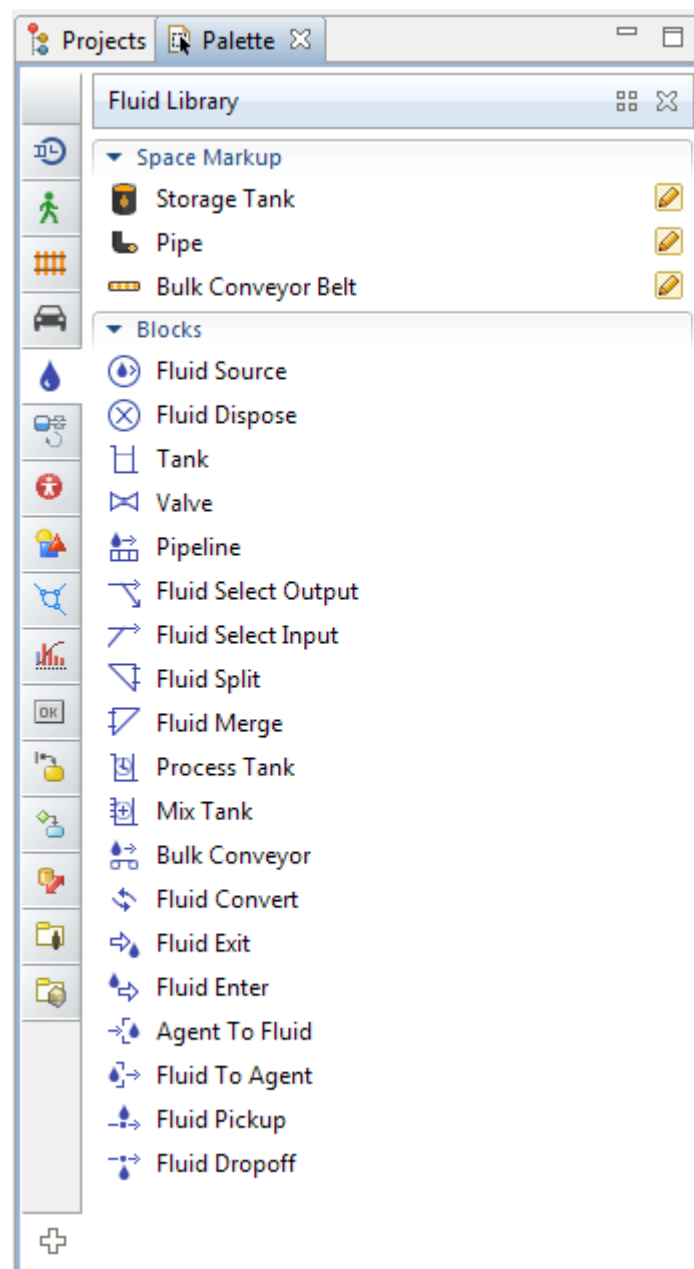 Projects Palette
Fluid Library
Space Markup
Storage Tank
Pipe
Bulk Conveyor Belt
Blocks
Fluid Source
Fluid Dispose
Tank
Valve
Pipeline
Fluid Select Output
Fluid Select Input
Fluid Split
Fluid Merge
OK
Process Tank
Mix Tank
Bulk Conveyor
Fluid Convert
Fluid Exit
Fluid Enter
Agent To Fluid
Fluid To Agent
Fluid Pickup
Fluid Dropoff